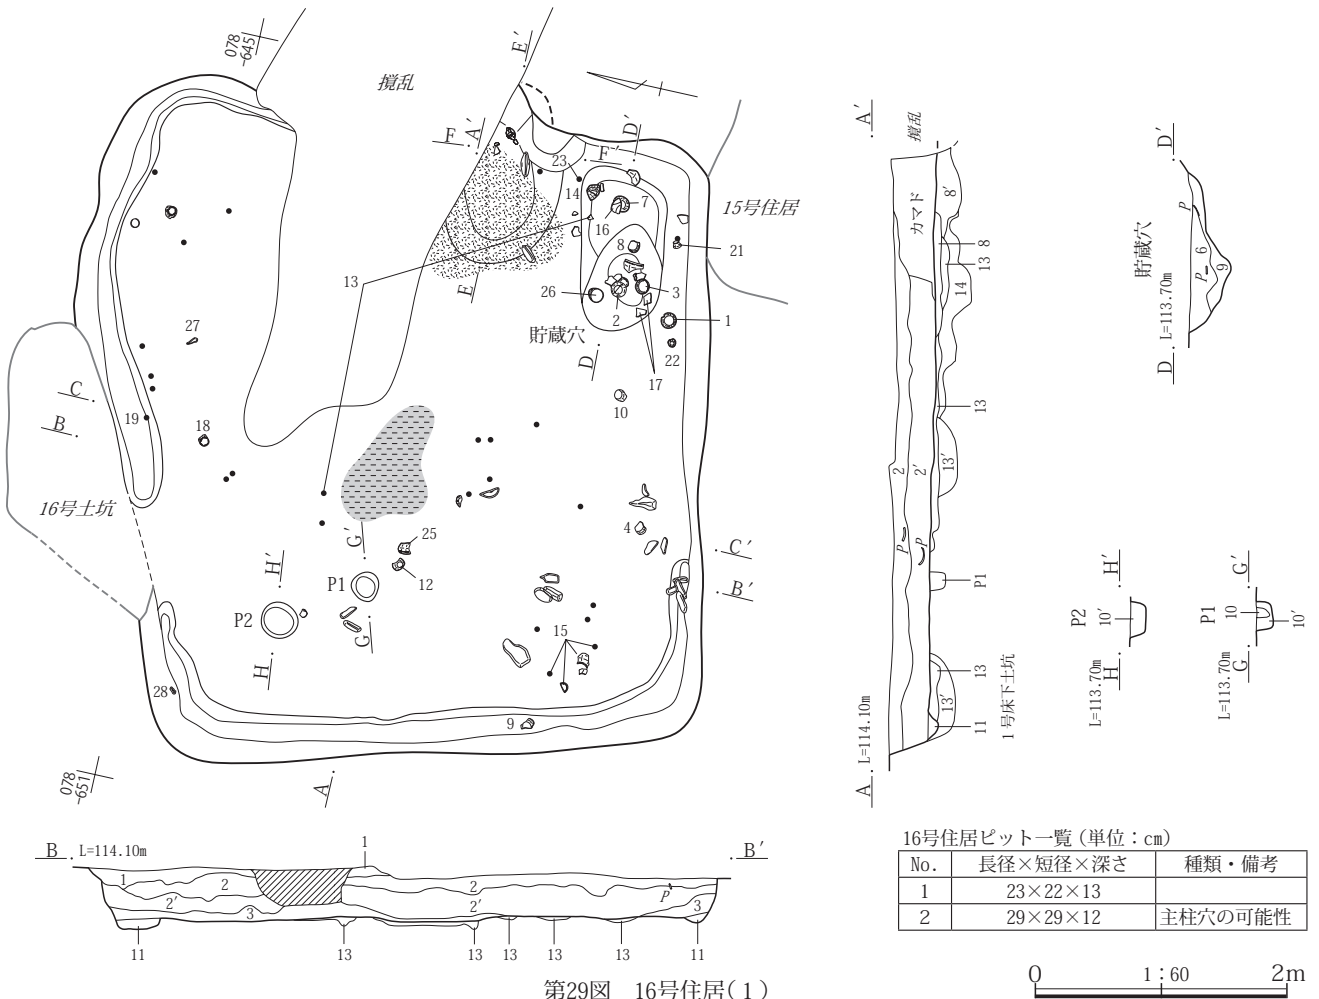 078
-645
攪乱
E′
F
A′
D′
F′
23
14
7
16
15号住居
8
21
13
E
26
3
2
1
貯蔵穴
22
27
D
17
C
B
10
19
18
16号土坑
4
G′
25
C′
H′
P1
12
B′
P2
G
15
H
28
9
078
-651
A
A′
攪乱
8′
カマド
8
13
14
13
2
2′
13′
P
P
P1
13
13′
11
1号床下土坑
A
L=114.10m
D′
貯蔵穴
P
6
P
9
L=113.70m
D
H′
P2
10′
H
L=113.70m
G′
P1
10
10′
G
L=113.70m
B
L=114.10m
1
B′
1
2
2
2′
2′
3
3
P
11
13
13
13
13
13
11
16号住居ピット一覧（単位：cm）
No. 長径×短径×深さ 種類・備考
1 23×22×13
2 29×29×12 主柱穴の可能性
0 1：60 2m
第29図　16号住居（1）